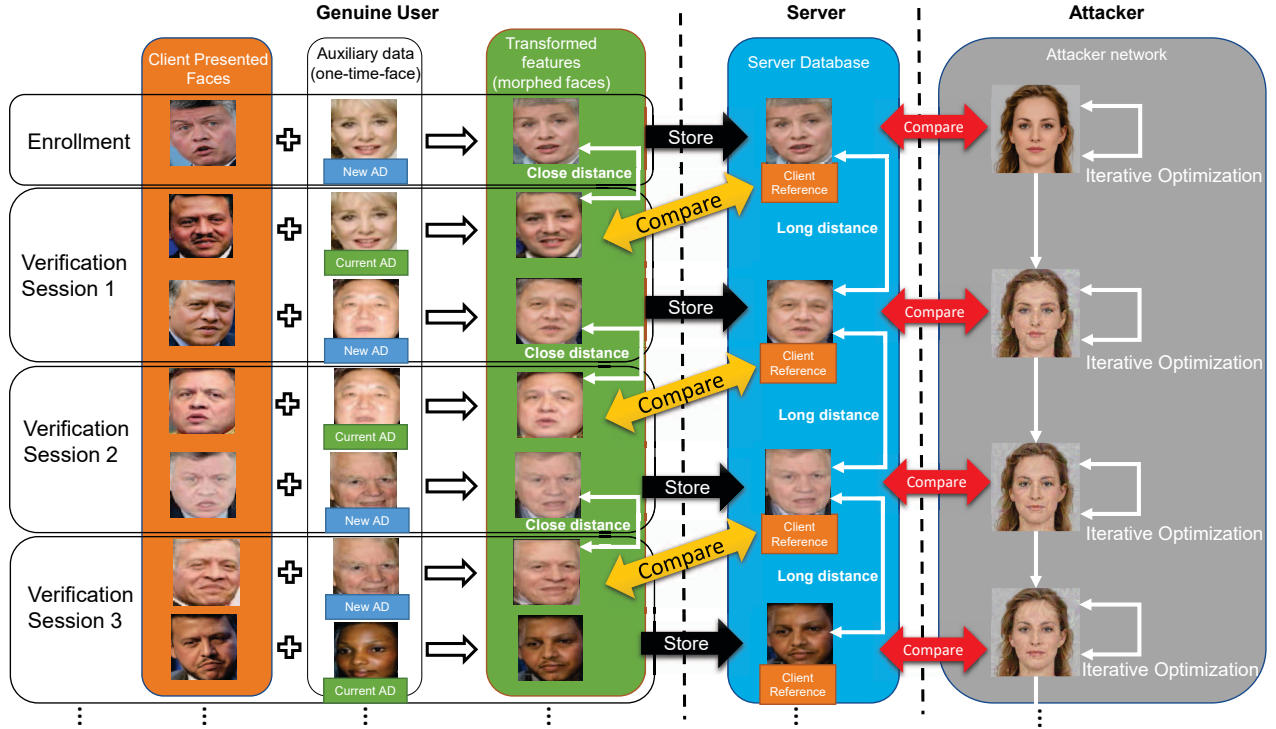 Genuine User
Server
Attacker
Client Presented
Faces
Auxiliary data
(one-time-face)
Transformed
features
(morphed faces)
Server Database
Attacker network
Enrollment
New AD
Close distance
Store
Client
Reference
Compare
Iterative Optimization
Verification
Session 1
Current AD
Compare
Long distance
New AD
Close distance
Store
Client
Reference
Compare
Iterative Optimization
Verification
Session 2
Current AD
Compare
Long distance
New AD
Close distance
Store
Client
Reference
Compare
Iterative Optimization
Verification
Session 3
New AD
Compare
Long distance
Current AD
Store
Client
Reference
Compare
Iterative Optimization